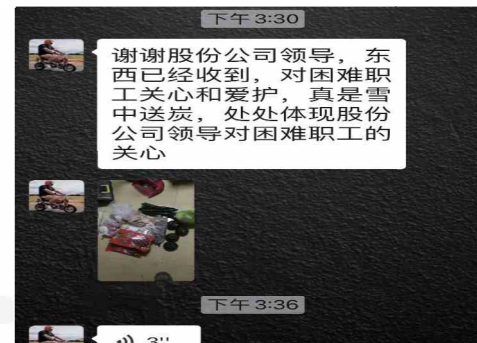 下午 3:30
谢谢股份公司领导，东
西已经收到，对困难职
工关心和爱护，真是雪
中送炭，处处体现股份
公司领导对困难职工的
关心
下午 3:36
3"